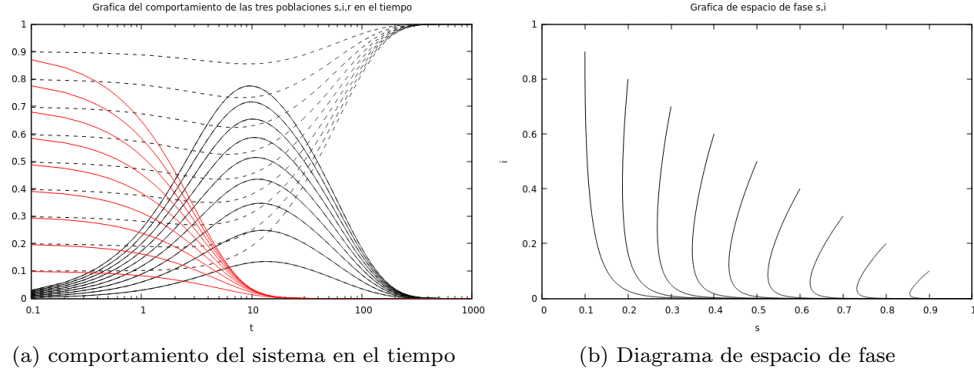 Grafica del comportamiento de las tres poblaciones s,i,r en el tiempo
1
0.9
0.8
0.7
0.6
0.5
0.4
0.3
0.2
0.1
0
0.1 1 10 100 1000
t
(a) comportamiento del sistema en el tiempo
Grafica de espacio de fase s,i
1
0.8
0.6
0.4
0.2
0
i
0 0.1 0.2 0.3 0.4 0.5 0.6 0.7 0.8 0.9 1
s
(b) Diagrama de espacio de fase